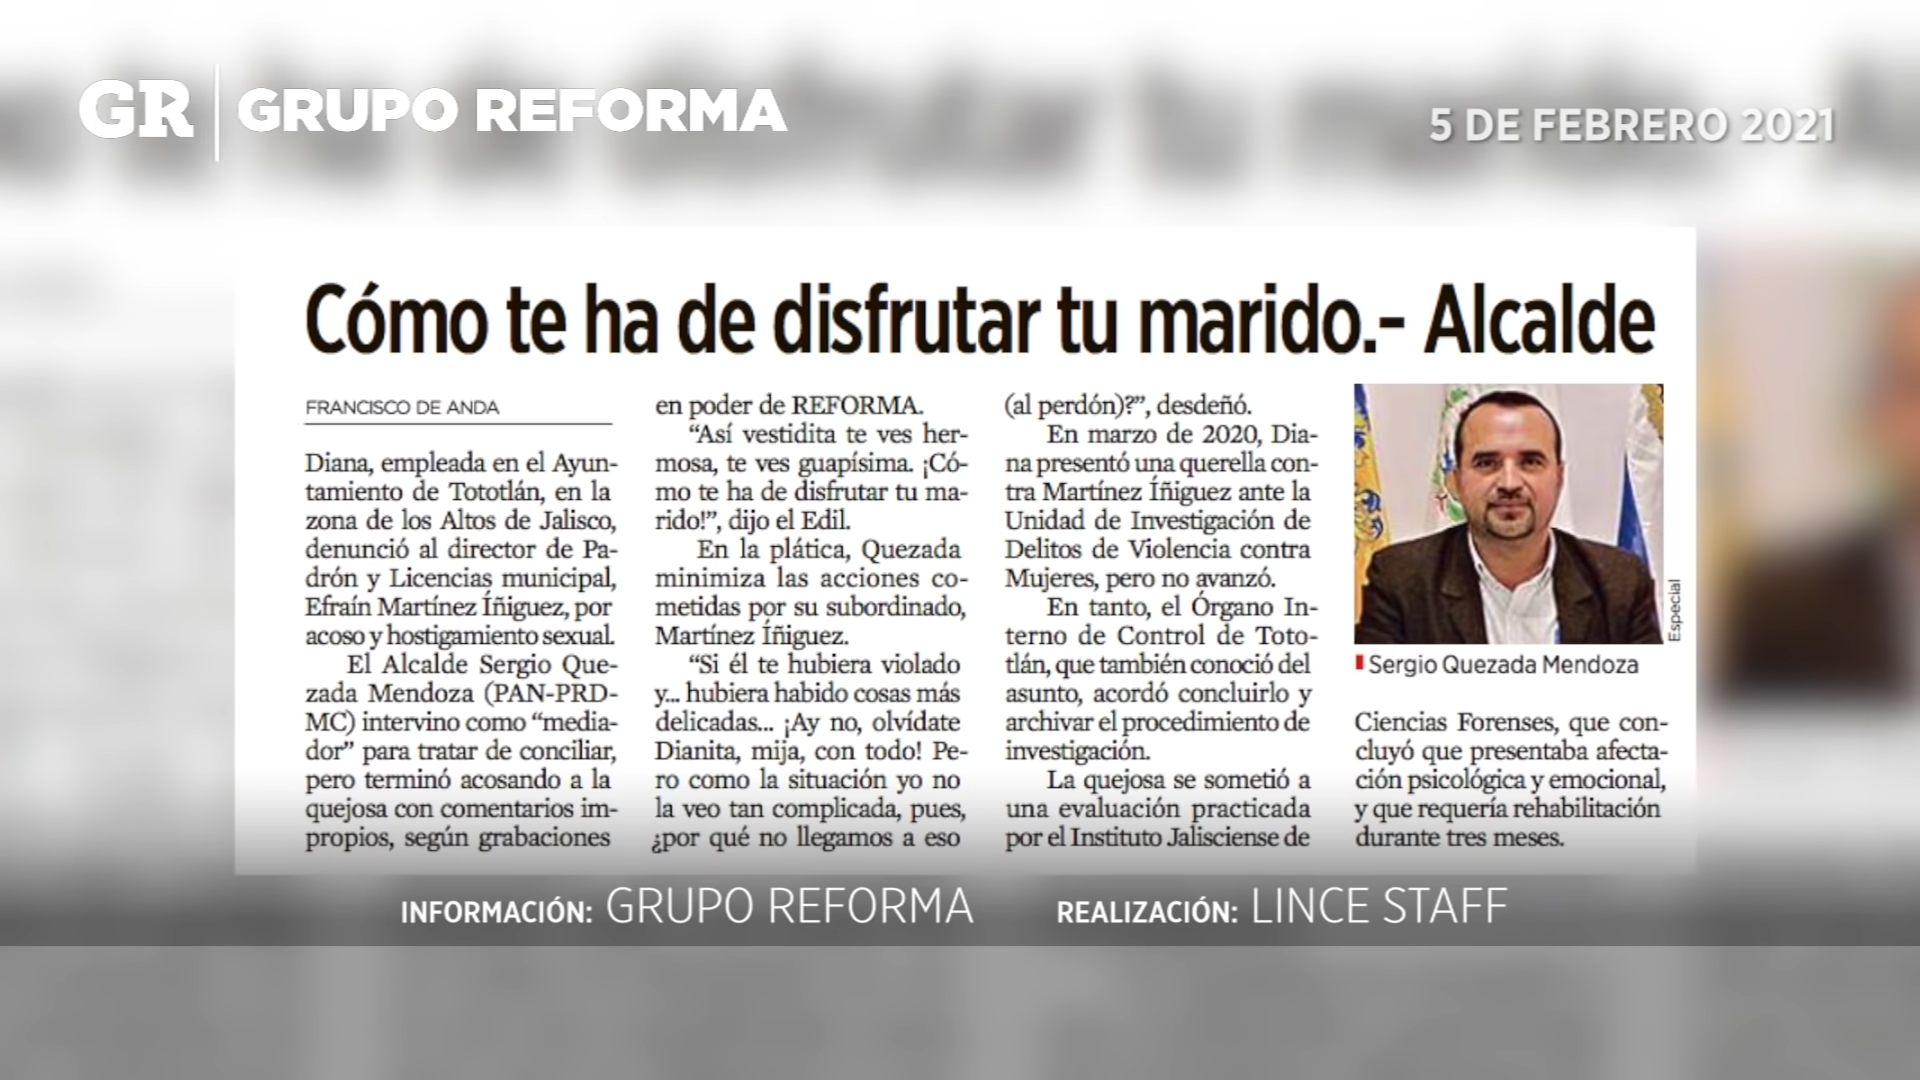 GR GRUPO REFORMA
5 DE FEBRERO 2021
Cómo te ha de disfrutar tu marido.- Alcalde
FRANCISCO DE ANDA
Diana, empleada en el Ayun-
tamiento de Tototlán, en la
zona de los Altos de Jalisco,
denunció al director de Pa-
drón y Licencias municipal,
Efraín Martínez Íñiguez, por
acoso y hostigamiento sexual.
El Alcalde Sergio Que-
zada Mendoza (PAN-PRD-
MC) intervino como “media-
dor” para tratar de conciliar,
pero terminó acosando a la
quejosa con comentarios im-
propios, según grabaciones
en poder de REFORMA.
“Así vestidita te ves her-
mosa, te ves guapísima. ¡Có-
mo te ha de disfrutar tu ma-
rido!”, dijo el Edil.
En la plática, Quezada
minimiza las acciones co-
metidas por su subordinado,
Martínez Íñiguez.
“Si él te hubiera violado
y... hubiera habido cosas más
delicadas... ¡Ay no, olvídate
Dianita, mija, con todo! Pe-
ro como la situación yo no
la veo tan complicada, pues,
¿por qué no llegamos a eso
(al perdón)?”, desdeñó.
En marzo de 2020, Dia-
na presentó una querella con-
tra Martínez Íñiguez ante la
Unidad de Investigación de
Delitos de Violencia contra
Mujeres, pero no avanzó.
En tanto, el Órgano In-
terno de Control de Toto-
tlán, que también conoció del
asunto, acordó concluirlo y
archivar el procedimiento de
investigación.
La quejosa se sometió a
una evaluación practicada
por el Instituto Jalisciense de
Especial
Sergio Quezada Mendoza
Ciencias Forenses, que con-
cluyó que presentaba afecta-
ción psicológica y emocional,
y que requería rehabilitación
durante tres meses.
INFORMACIÓN: GRUPO REFORMA
REALIZACIÓN: LINCE STAFF